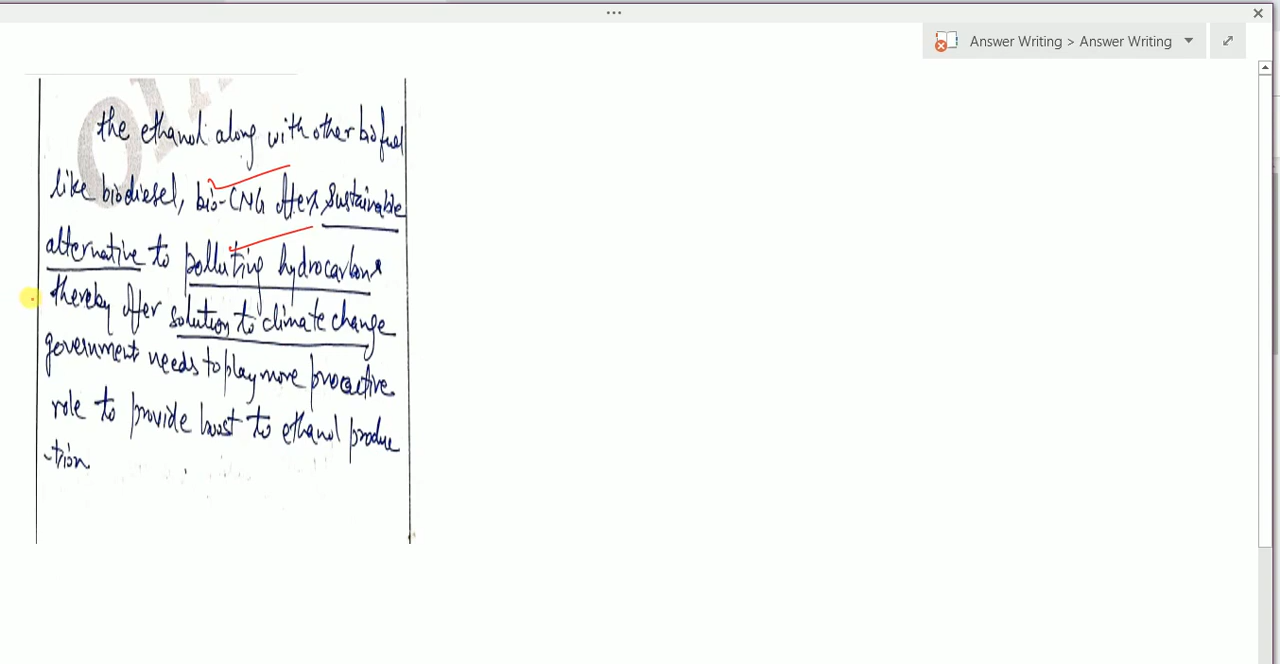 Answer Writing > Answer Writing
the ethanol along with other biofuel
like biodiesel, bio-CNG offers sustainable
alternative to polluting hydrocarbons
thereby offer solution to climate change
government needs to play more proactive
role to provide boost to ethanol produc
-tion